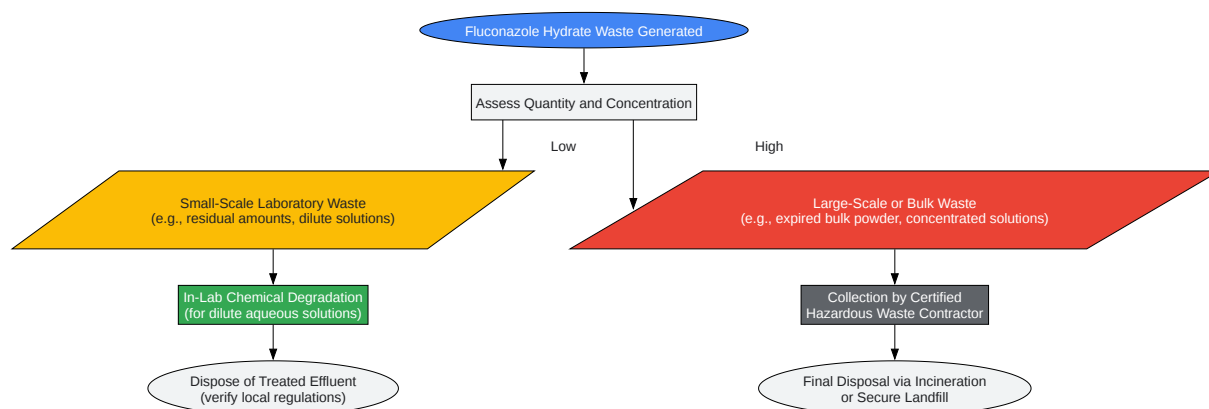 Fluconazole Hydrate Waste Generated
Assess Quantity and Concentration
Low
High
Small-Scale Laboratory Waste
(e.g., residual amounts, dilute solutions)
Large-Scale or Bulk Waste
(e.g., expired bulk powder, concentrated solutions)
In-Lab Chemical Degradation
(for dilute aqueous solutions)
Collection by Certified
Hazardous Waste Contractor
Dispose of Treated Effluent
(verify local regulations)
Final Disposal via Incineration
or Secure Landfill